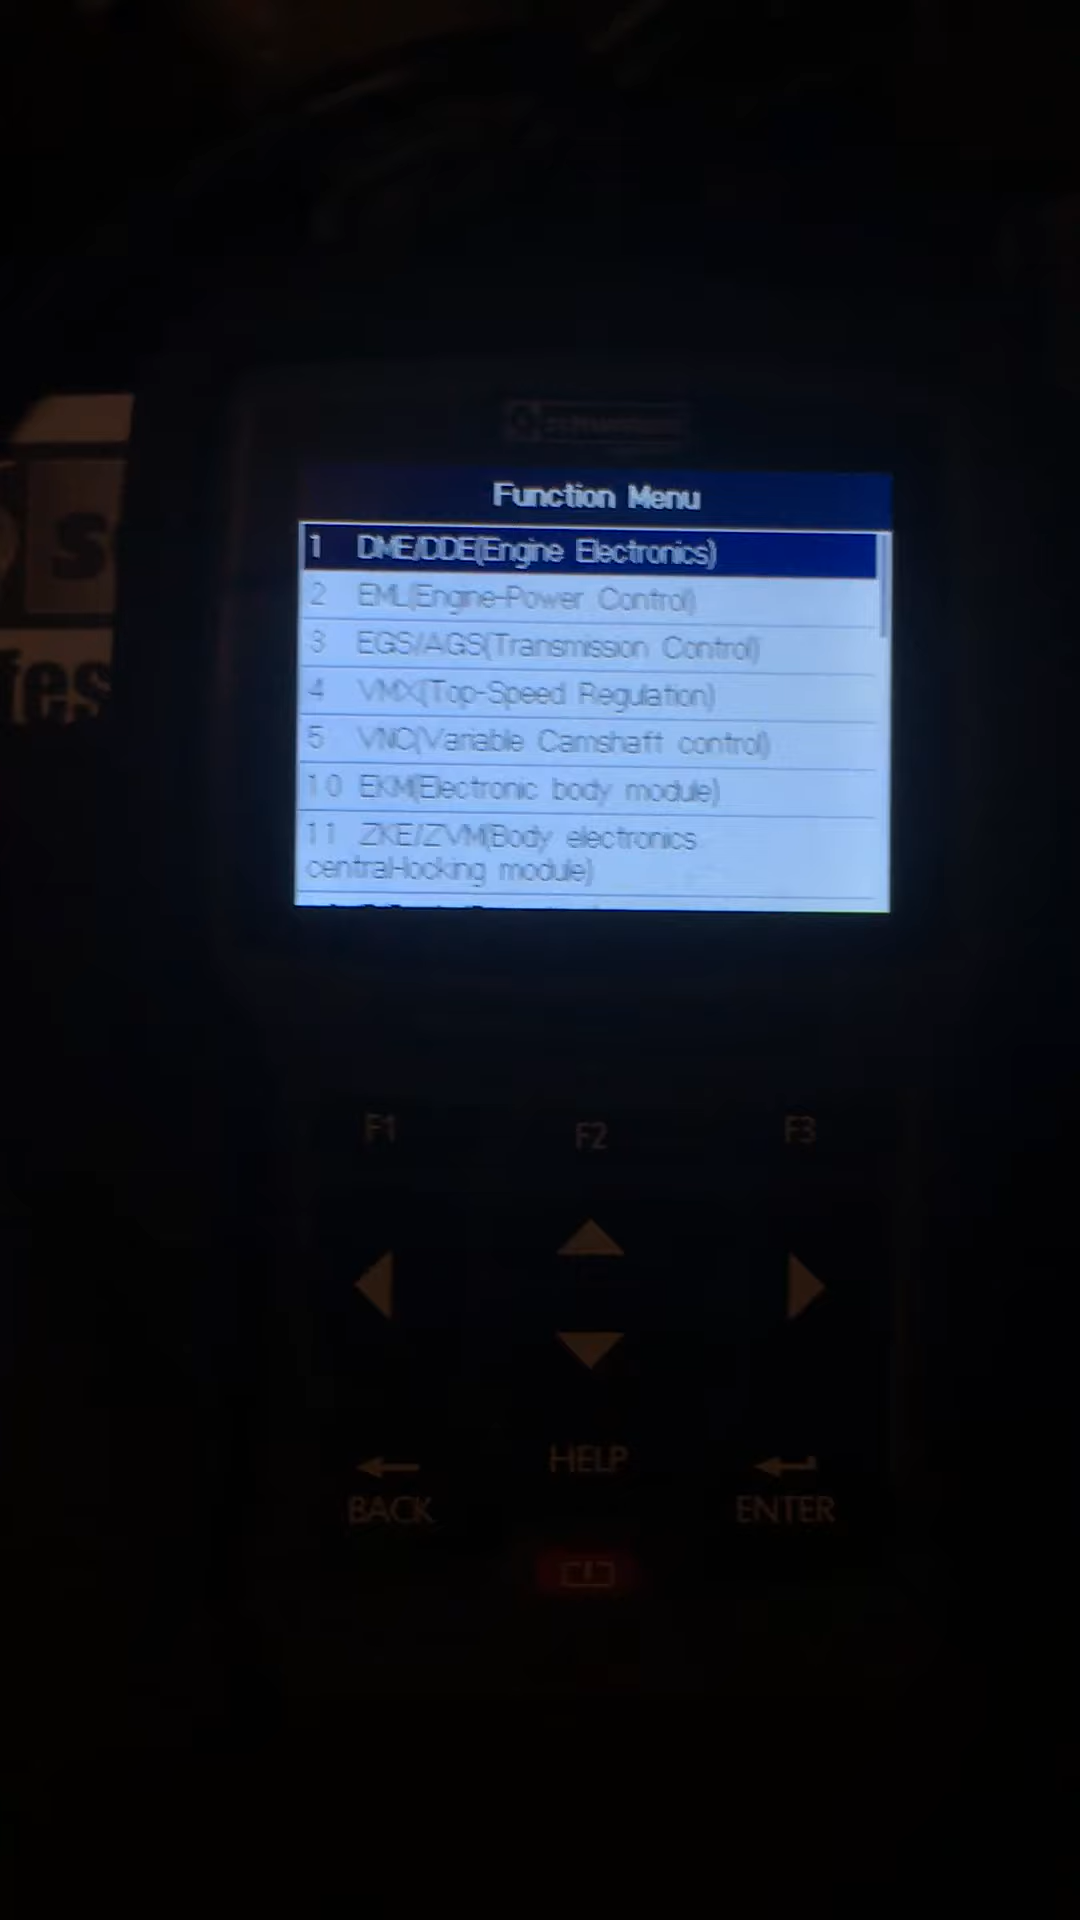 Function Menu
1 DME/DDE(Engine Electronics)
2 EML(Engine-Power Control)
3 EGS/AGS(Transmission Control)
4 VMX(Top-Speed Regulation)
5 VNC(Variable Camshaft control)
10 EKM(Electronic body module)
11 ZKE/ZVM(Body electronics
central-locking module)
s
fes
F1 F2 F3
HELP
BACK ENTER